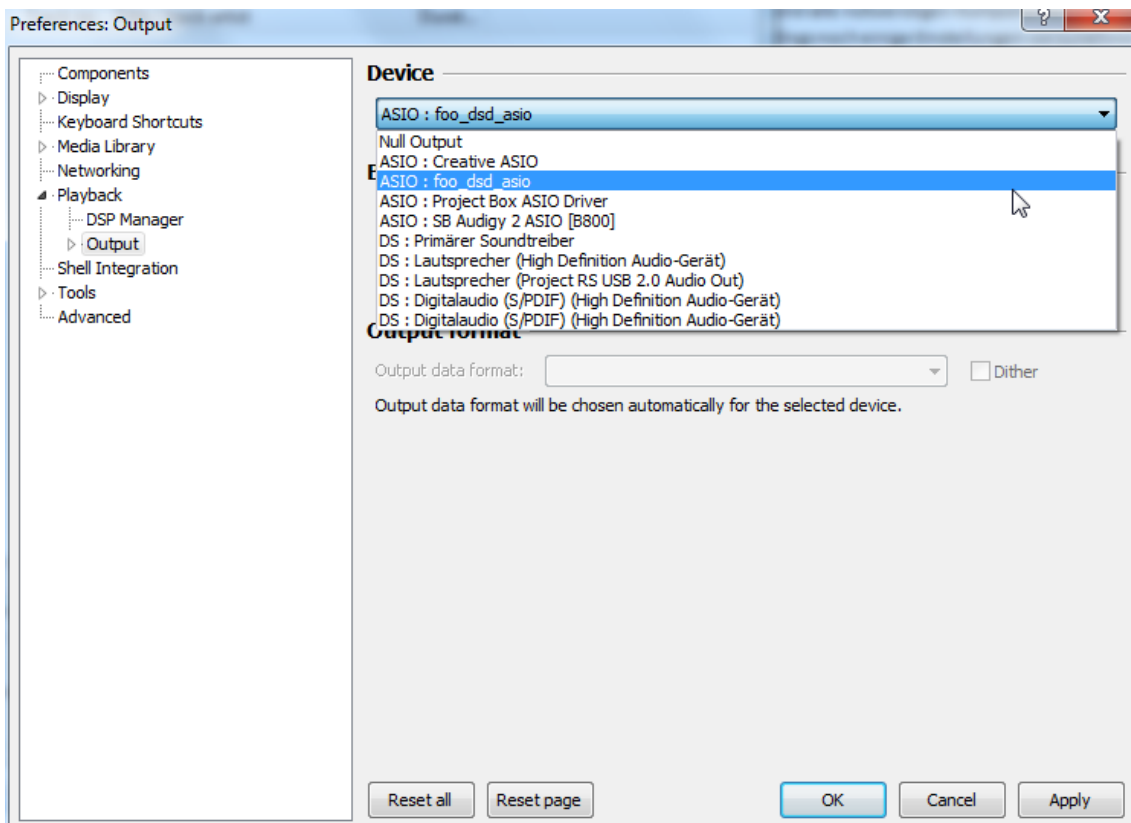 Preferences: Output
Components
Display
Keyboard Shortcuts
Media Library
Networking
Playback
DSP Manager
Output
Shell Integration
Tools
Advanced
Device
ASIO : foo_dsd_asio
Null Output
ASIO : Creative ASIO
ASIO : foo_dsd_asio
ASIO : Project Box ASIO Driver
ASIO : SB Audigy 2 ASIO [B800]
DS : Primärer Soundtreiber
DS : Lautsprecher (High Definition Audio-Gerät)
DS : Lautsprecher (Project RS USB 2.0 Audio Out)
DS : Digitalaudio (S/PDIF) (High Definition Audio-Gerät)
DS : Digitalaudio (S/PDIF) (High Definition Audio-Gerät)
Output format
Output data format:
Dither
Output data format will be chosen automatically for the selected device.
Reset all
Reset page
OK
Cancel
Apply